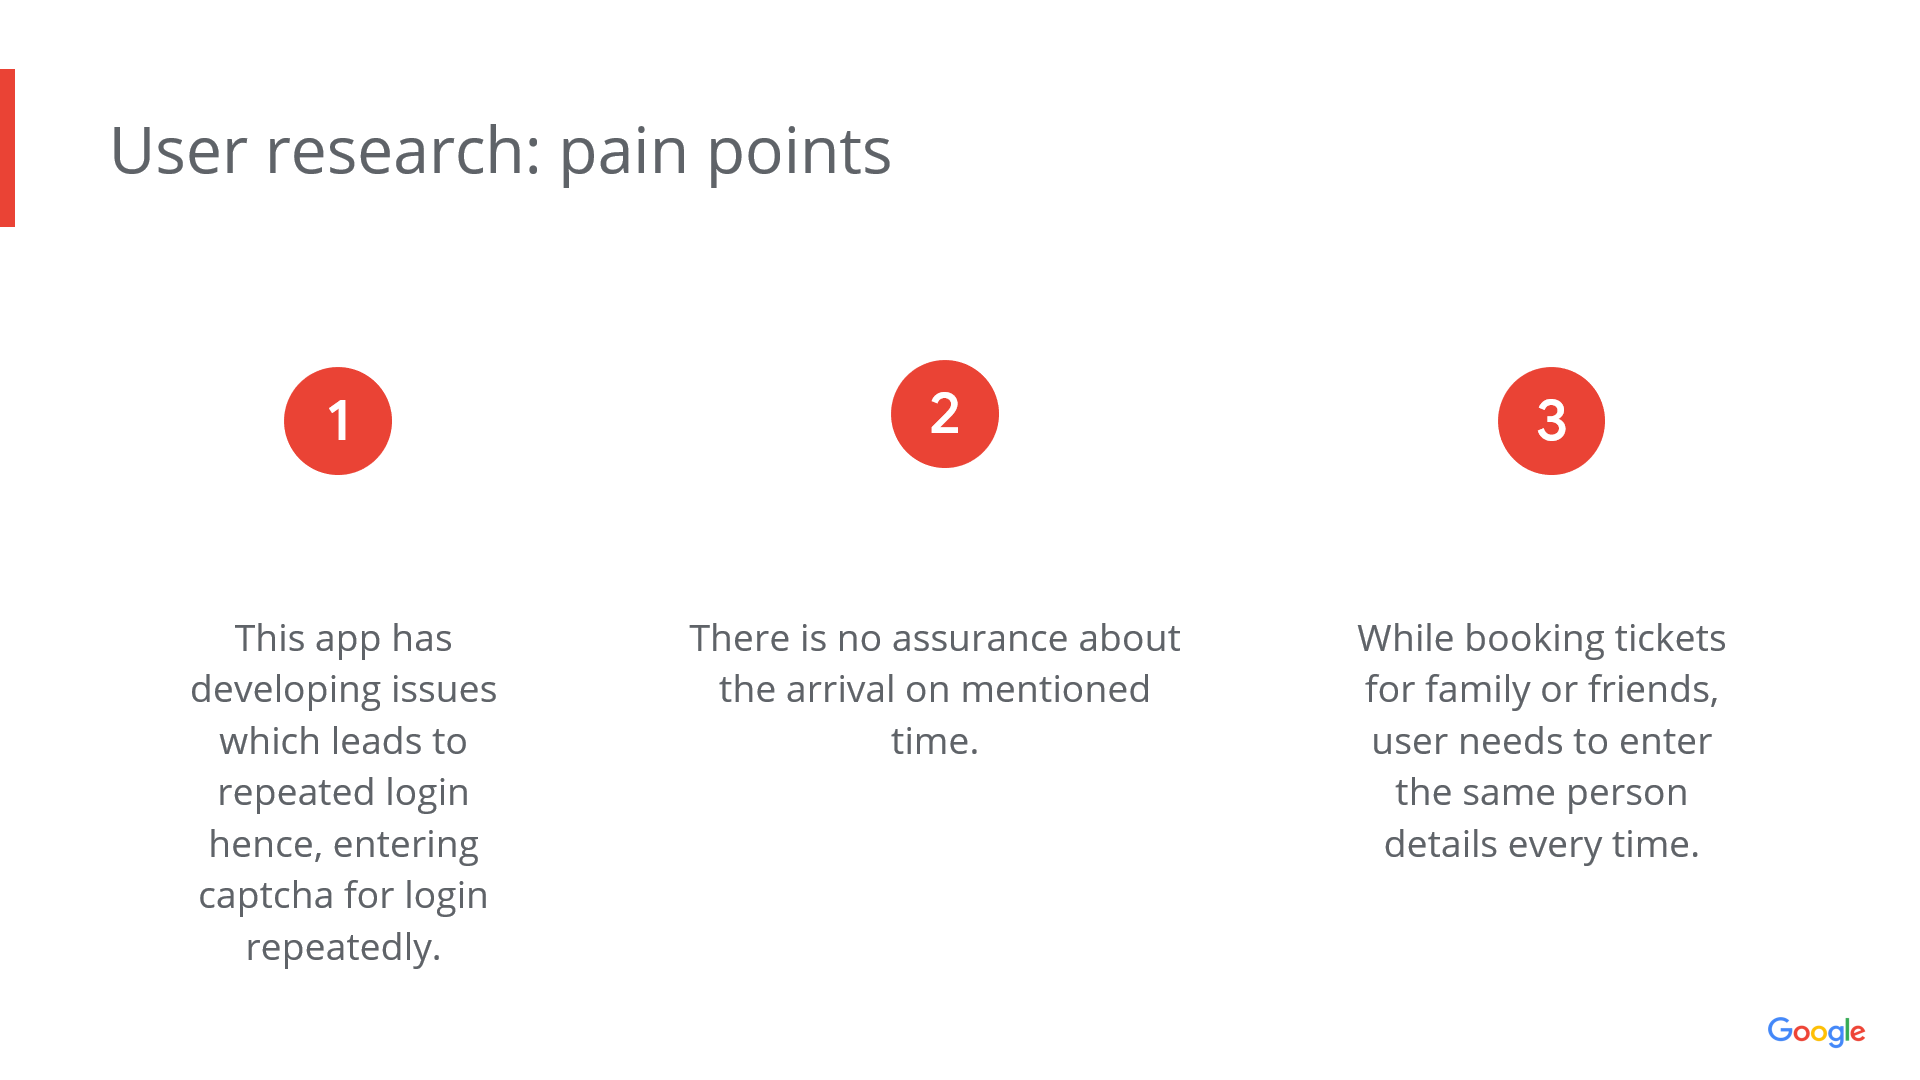 User research: pain points
1
This app has
developing issues
which leads to
repeated login
hence, entering
captcha for login
repeatedly.
2
There is no assurance about
the arrival on mentioned
time.
3
While booking tickets
for family or friends,
user needs to enter
the same person
details every time.
Google